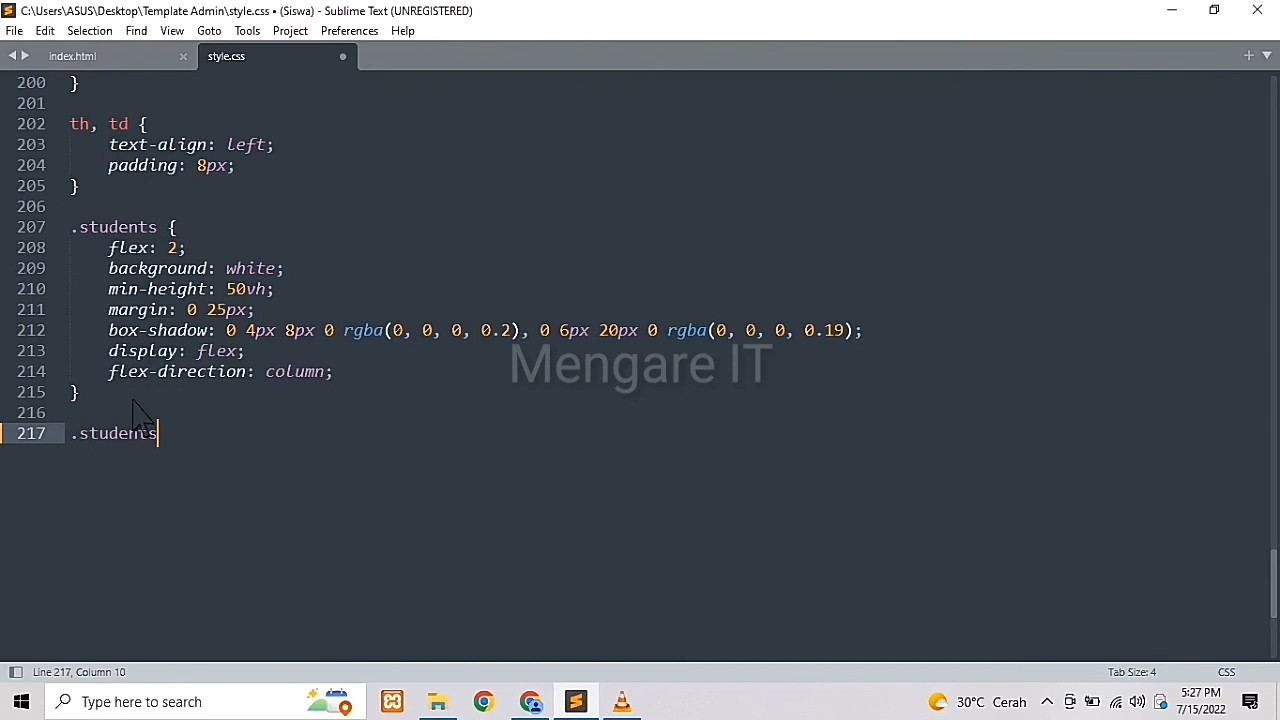 C:\Users\ASUS\Desktop\Template Admin\style.css • (Siswa) - Sublime Text (UNREGISTERED)
File Edit Selection Find View Goto Tools Project Preferences Help
index.html × style.css
200 }
201
202 th, td {
203 text-align: left;
204 padding: 8px;
205 }
206
207 .students {
208 flex: 2;
209 background: white;
210 min-height: 50vh;
211 margin: 0 25px;
212 box-shadow: 0 4px 8px 0 rgba(0, 0, 0, 0.2), 0 6px 20px 0 rgba(0, 0, 0, 0.19);
213 display: flex;
214 flex-direction: column;
Mengare IT
215 }
216
217 .students
Line 217, Column 10 Tab Size: 4 CSS
Type here to search 30°C Cerah 5:27 PM
7/15/2022